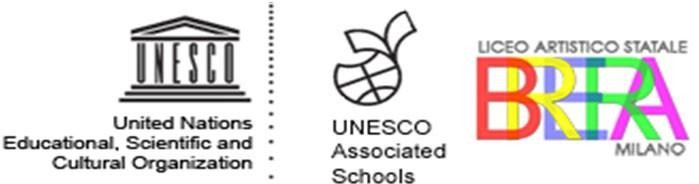 UNESCO
United Nations
Educational, Scientific and
Cultural Organization
UNESCO
Associated
Schools
LICEO ARTISTICO STATALE
BRERA
MILANO